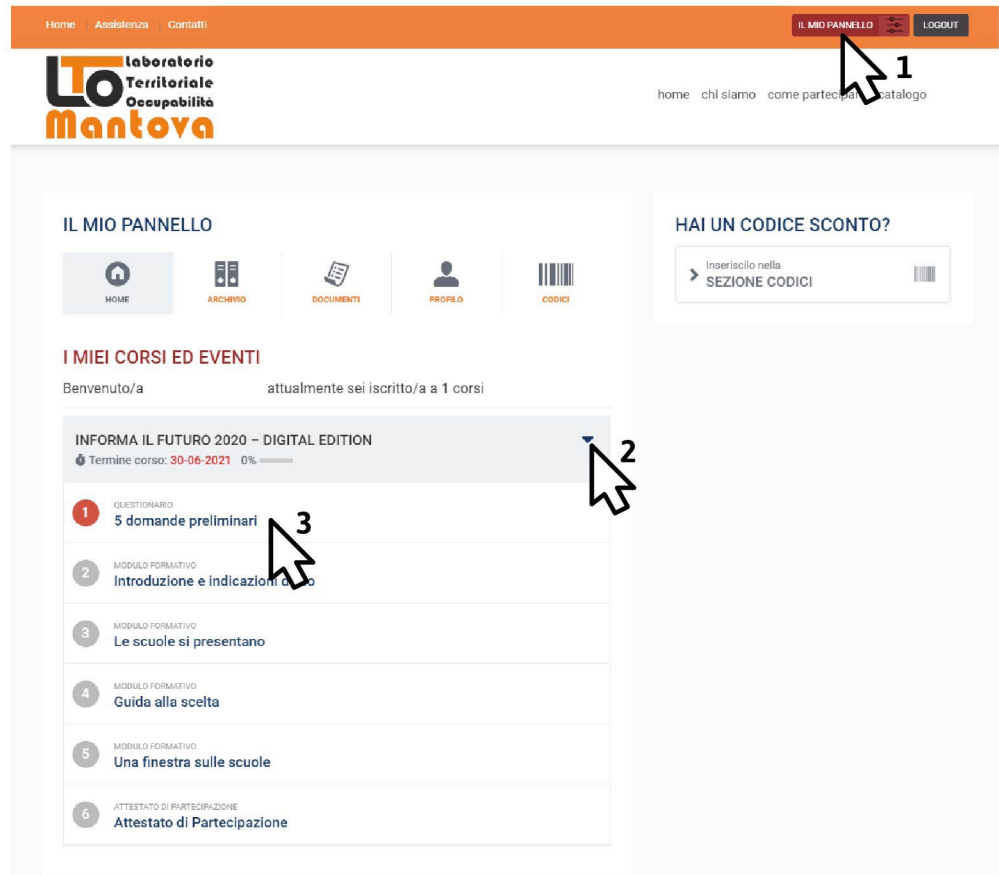 Home | Assistenza | Contatti
IL MIO PANNELLO
LOGOUT
1
Laboratorio
Territoriale
Occupabilità
LTO
Mantova
home chi siamo come partecipare catalogo
IL MIO PANNELLO
HOME
ARCHIVIO
DOCUMENTI
PROFILO
CODICI
HAI UN CODICE SCONTO?
Inseriscilo nella
SEZIONE CODICI
I MIEI CORSI ED EVENTI
Benvenuto/a attualmente sei iscritto/a a 1 corsi
INFORMA IL FUTURO 2020 – DIGITAL EDITION
Termine corso: 30-06-2021 0%
2
1
QUESTIONARIO
5 domande preliminari
3
2
MODULO FORMATIVO
Introduzione e indicazioni
3
MODULO FORMATIVO
Le scuole si presentano
4
MODULO FORMATIVO
Guida alla scelta
5
MODULO FORMATIVO
Una finestra sulle scuole
6
ATTESTATO DI PARTECIPAZIONE
Attestato di Partecipazione